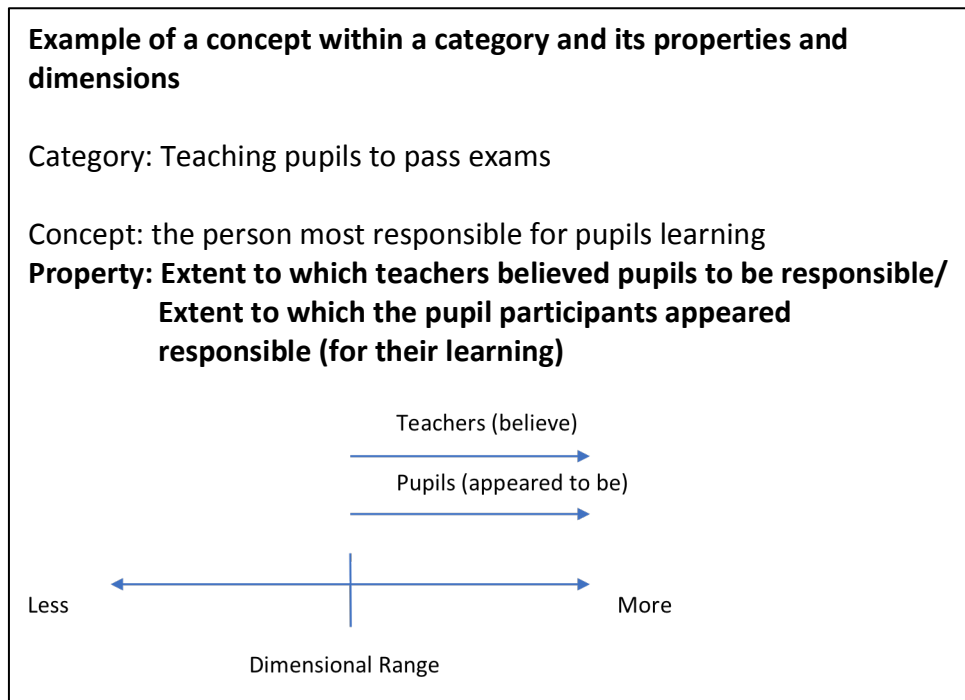 Example of a concept within a category and its properties and
dimensions
Category: Teaching pupils to pass exams
Concept: the person most responsible for pupils learning
Property: Extent to which teachers believed pupils to be responsible/
Extent to which the pupil participants appeared
responsible (for their learning)
Teachers (believe)
Pupils (appeared to be)
Less
More
Dimensional Range